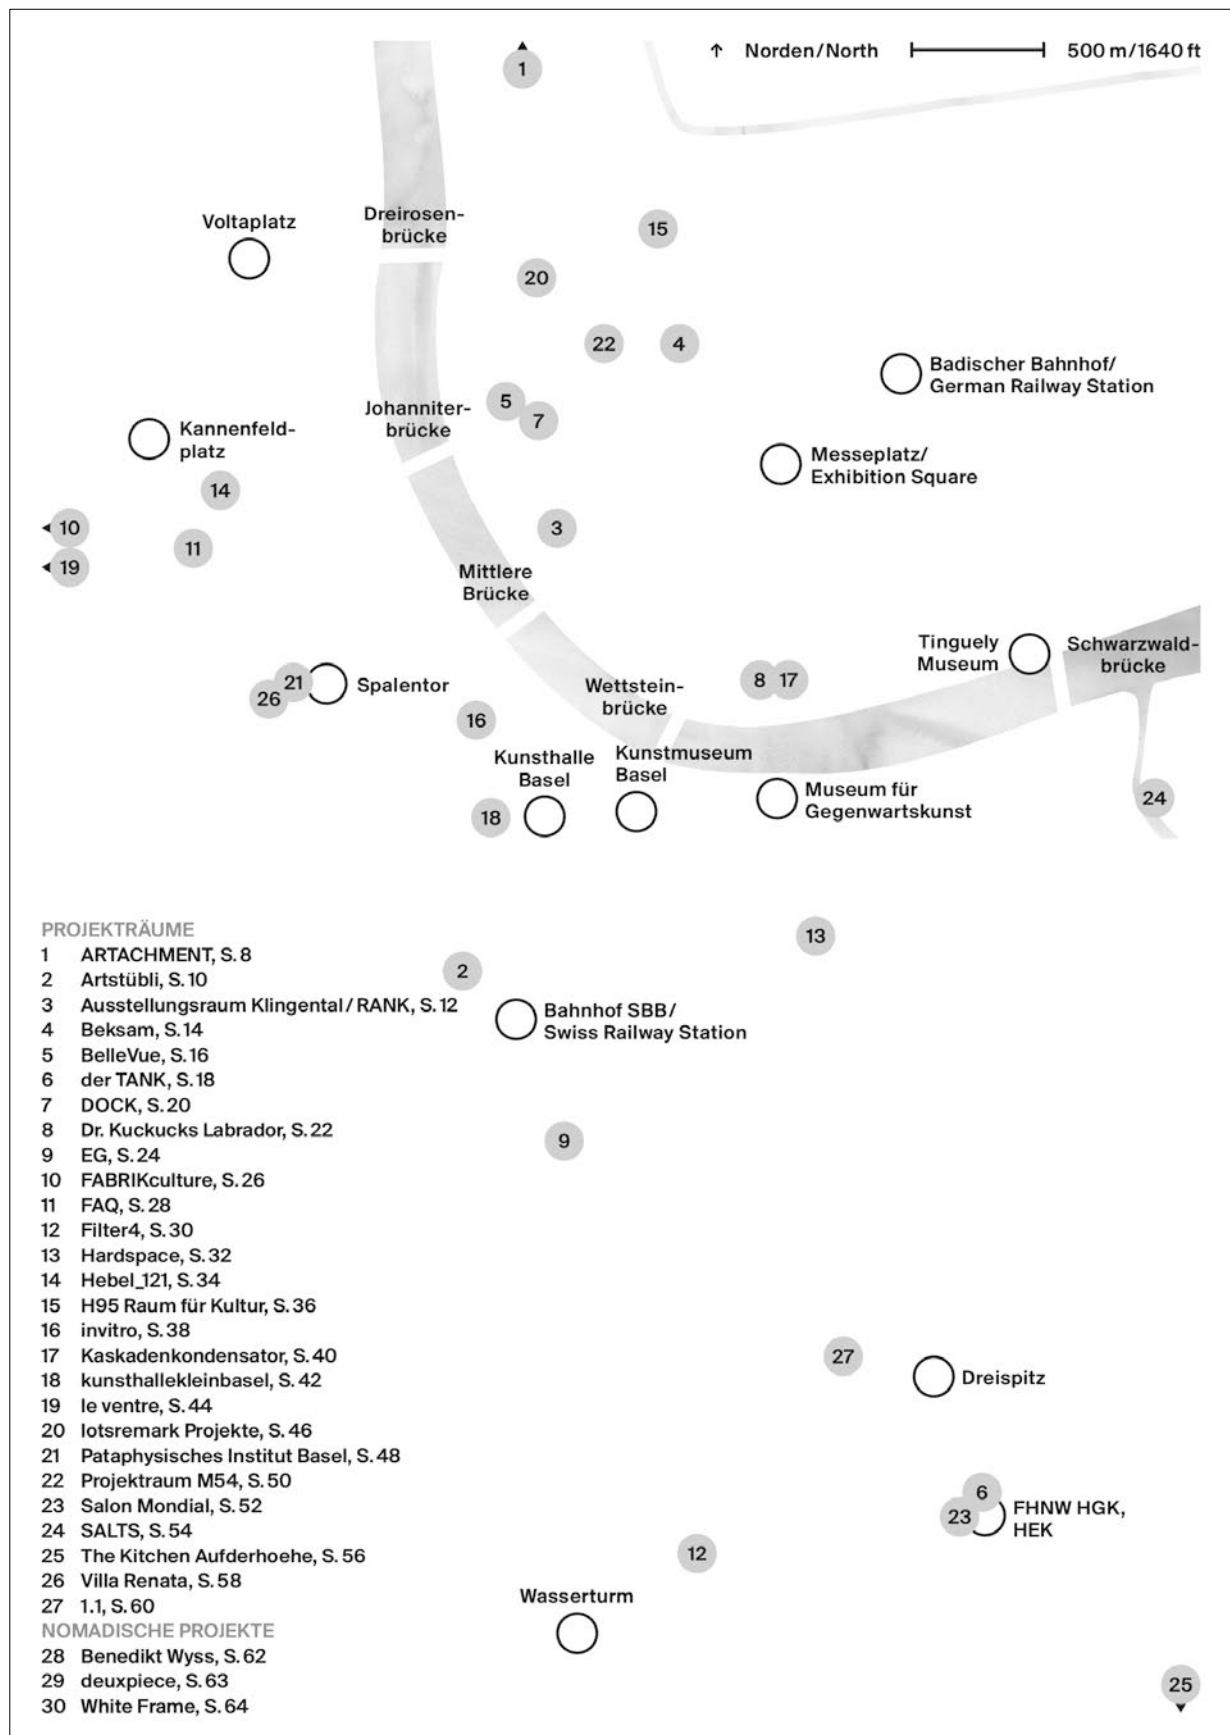 1
↑ Norden/North
500 m/1640 ft
Voltaplatz
Dreirosen-
brücke
15
20
22
4
Badischer Bahnhof/
German Railway Station
5
7
Johanniter-
brücke
Kannenfeld-
platz
Messeplatz/
Exhibition Square
14
10
11
3
19
Mittlere
Brücke
Tinguely
Museum
Schwarzwald-
brücke
21
26
Spalentor
Wettstein-
brücke
8
17
16
Kunsthalle
Basel
Kunstmuseum
Basel
Museum für
Gegenwartskunst
24
18
13
2
Bahnhof SBB/
Swiss Railway Station
9
27
Dreispitz
6
23
FHNW HGK,
HEK
12
Wasserturm
25
PROJEKTRÄUME
1 ARTACHMENT, S. 8
2 Artstübli, S. 10
3 Ausstellungsraum Klingental / RANK, S. 12
4 Beksam, S. 14
5 BelleVue, S. 16
6 der TANK, S. 18
7 DOCK, S. 20
8 Dr. Kuckucks Labrador, S. 22
9 EG, S. 24
10 FABRIKculture, S. 26
11 FAQ, S. 28
12 Filter4, S. 30
13 Hardspace, S. 32
14 Hebel_121, S. 34
15 H95 Raum für Kultur, S. 36
16 invitro, S. 38
17 Kaskadenkondensator, S. 40
18 kunsthallekleinbasel, S. 42
19 le ventre, S. 44
20 lotsremark Projekte, S. 46
21 Pataphysisches Institut Basel, S. 48
22 Projektraum M54, S. 50
23 Salon Mondial, S. 52
24 SALTS, S. 54
25 The Kitchen Aufderhoehe, S. 56
26 Villa Renata, S. 58
27 1.1, S. 60
NOMADISCHE PROJEKTE
28 Benedikt Wyss, S. 62
29 deuxpiece, S. 63
30 White Frame, S. 64